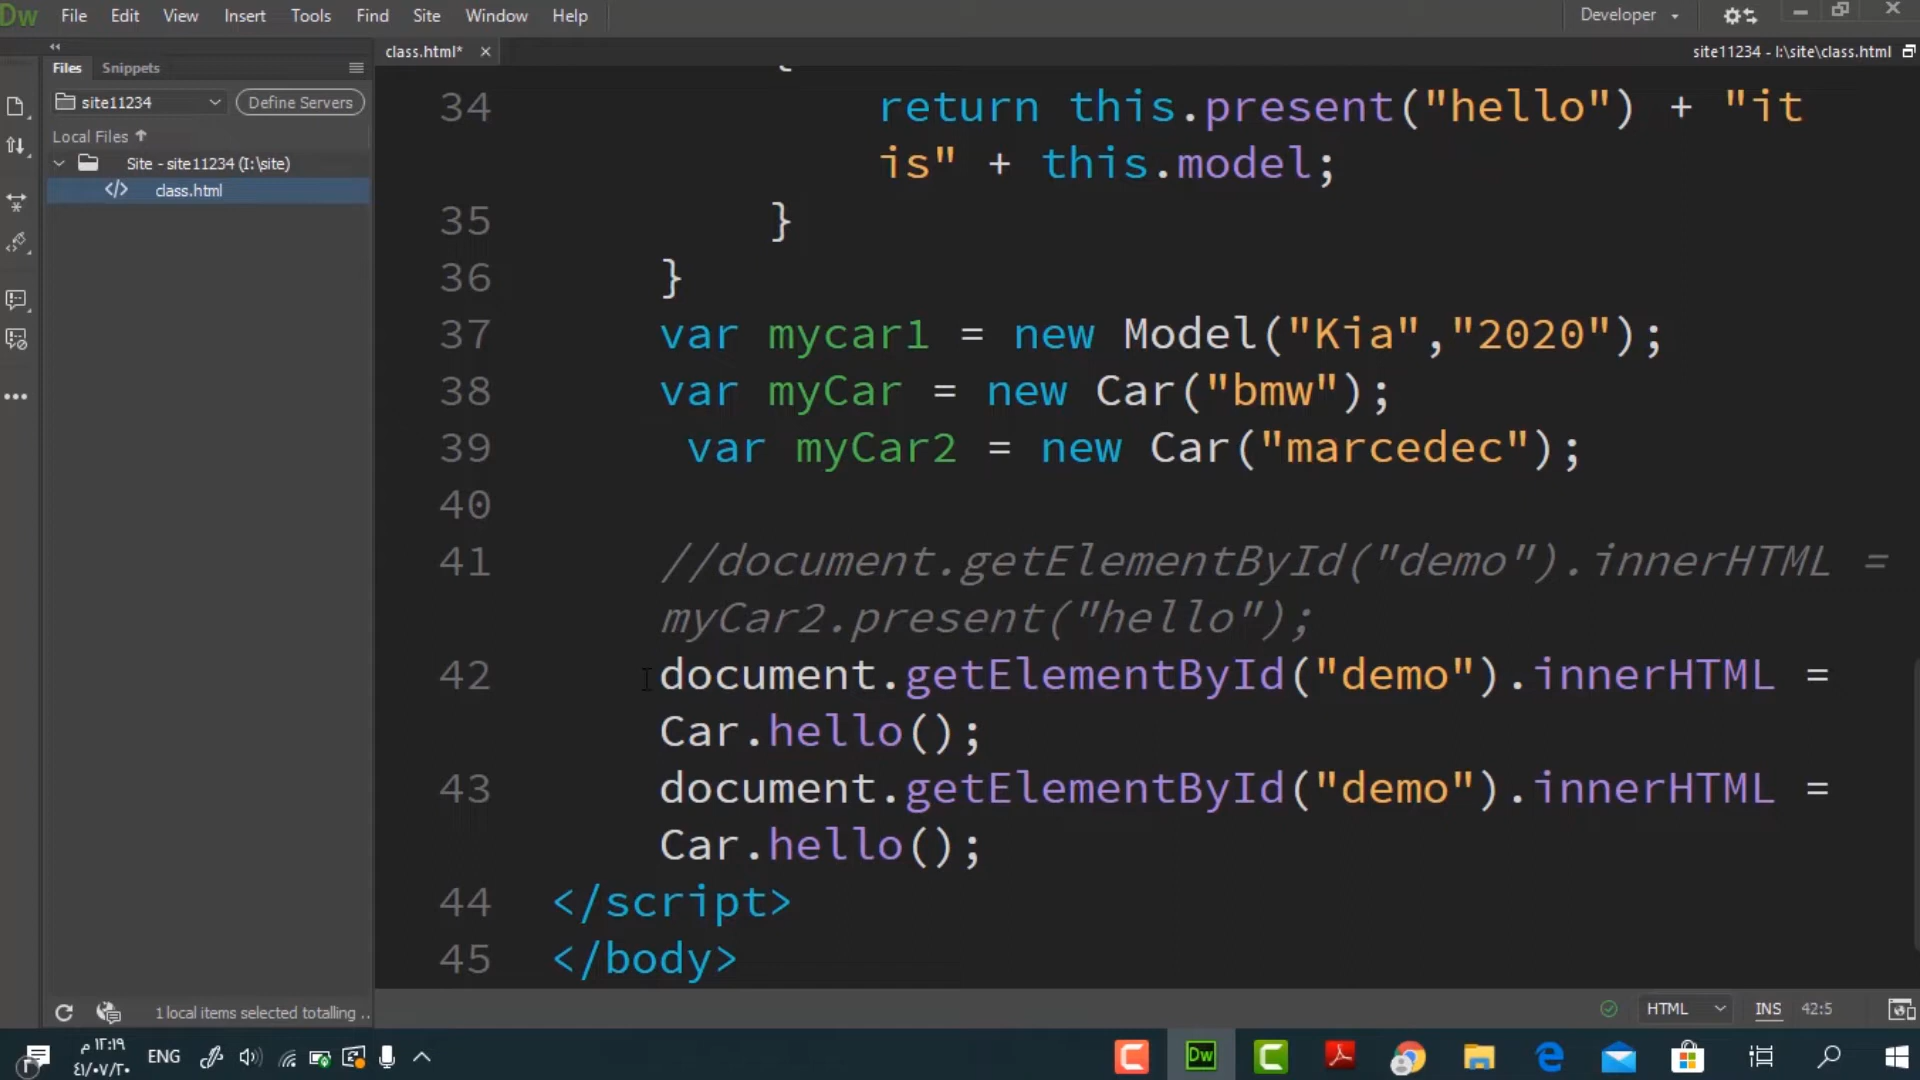 Dw File Edit View Insert Tools Find Site Window Help Developer
Files Snippets
class.html*
site11234 - I:\site\class.html
site11234 Define Servers
Local Files
Site - site11234 (I:\site)
class.html
34 return this.present("hello") + "it
is" + this.model;
35 }
36 }
37 var mycar1 = new Model("Kia","2020");
38 var myCar = new Car("bmw");
39 var myCar2 = new Car("marcedec");
40
41 //document.getElementById("demo").innerHTML =
myCar2.present("hello");
42 document.getElementById("demo").innerHTML =
Car.hello();
43 document.getElementById("demo").innerHTML =
Car.hello();
44 </script>
45 </body>
1 local items selected totalling ..
HTML INS 42:5
ENG
١٢:١٩ م
Dw